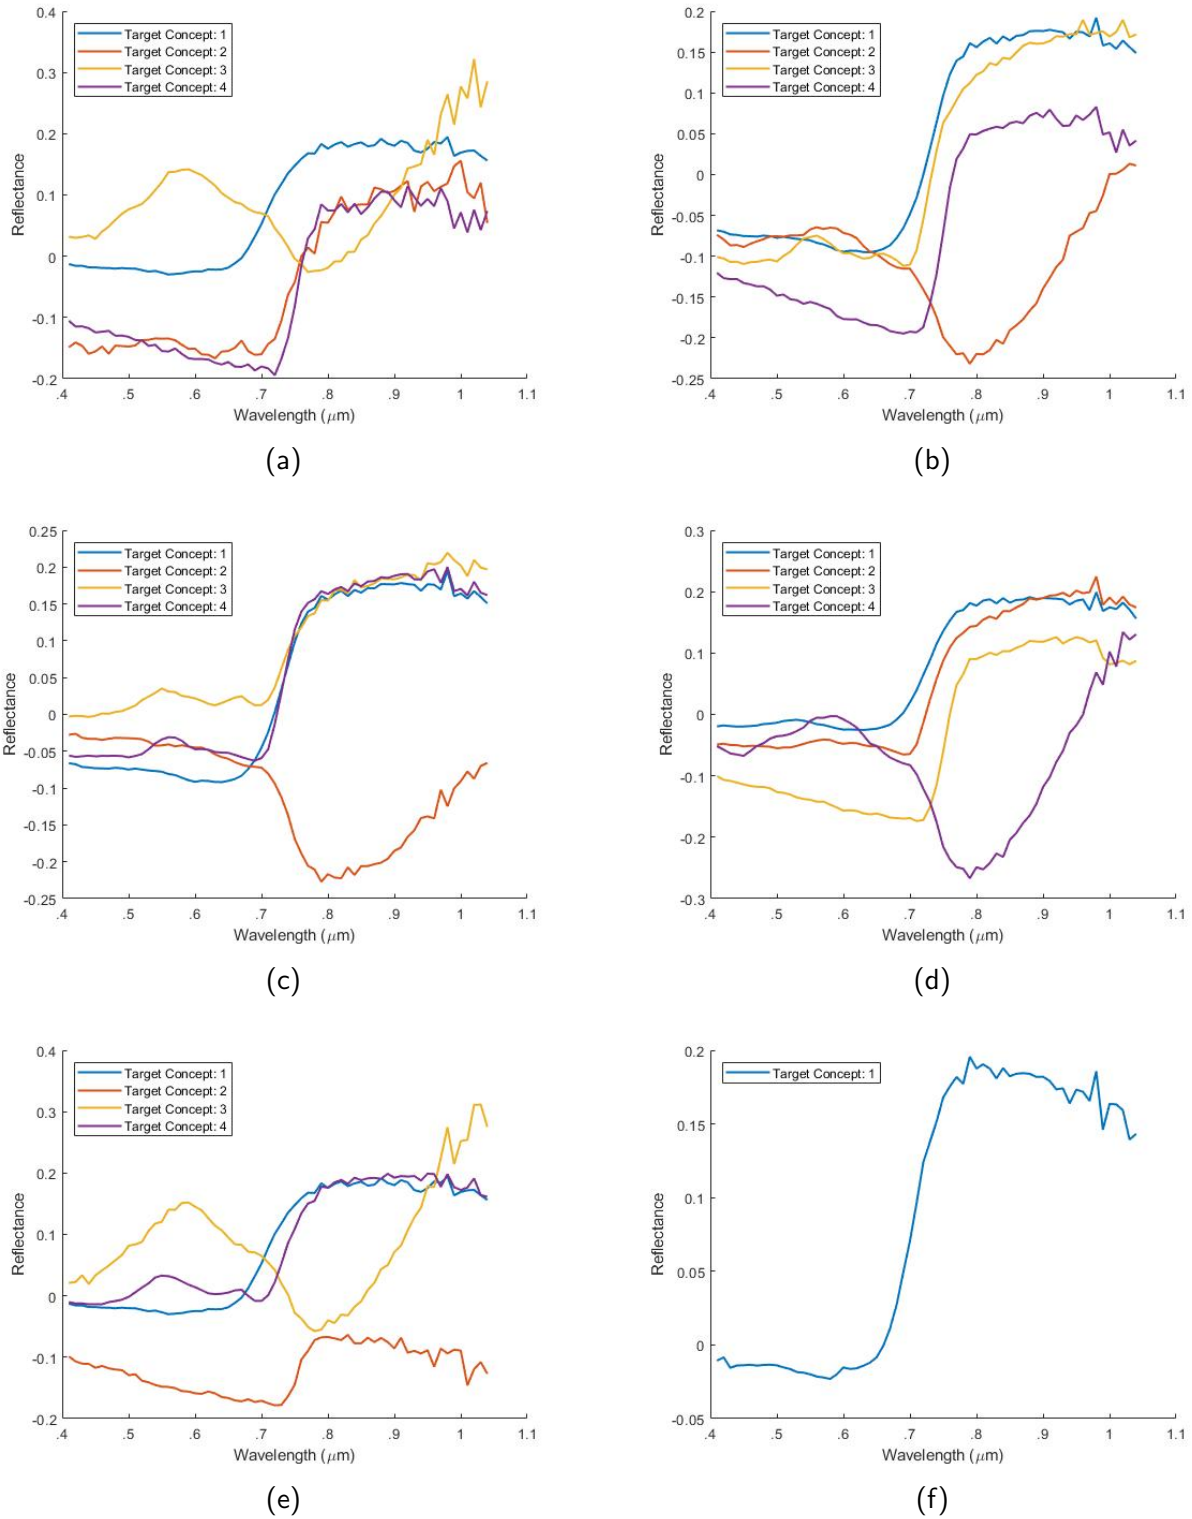 0.4
0.3
0.2
0.1
0
-0.1
-0.2
Reflectance
Target Concept: 1
Target Concept: 2
Target Concept: 3
Target Concept: 4
.4 .5 .6 .7 .8 .9 1 1.1
Wavelength (μm)
(a)
0.2
0.15
0.1
0.05
0
-0.05
-0.1
-0.15
-0.2
-0.25
Reflectance
Target Concept: 1
Target Concept: 2
Target Concept: 3
Target Concept: 4
.4 .5 .6 .7 .8 .9 1 1.1
Wavelength (μm)
(b)
0.25
0.2
0.15
0.1
0.05
0
-0.05
-0.1
-0.15
-0.2
-0.25
Reflectance
Target Concept: 1
Target Concept: 2
Target Concept: 3
Target Concept: 4
.4 .5 .6 .7 .8 .9 1 1.1
Wavelength (μm)
(c)
0.3
0.2
0.1
0
-0.1
-0.2
-0.3
Reflectance
Target Concept: 1
Target Concept: 2
Target Concept: 3
Target Concept: 4
.4 .5 .6 .7 .8 .9 1 1.1
Wavelength (μm)
(d)
0.4
0.3
0.2
0.1
0
-0.1
-0.2
Reflectance
Target Concept: 1
Target Concept: 2
Target Concept: 3
Target Concept: 4
.4 .5 .6 .7 .8 .9 1 1.1
Wavelength (μm)
(e)
0.2
0.15
0.1
0.05
0
-0.05
Reflectance
Target Concept: 1
.4 .5 .6 .7 .8 .9 1 1.1
Wavelength (μm)
(f)